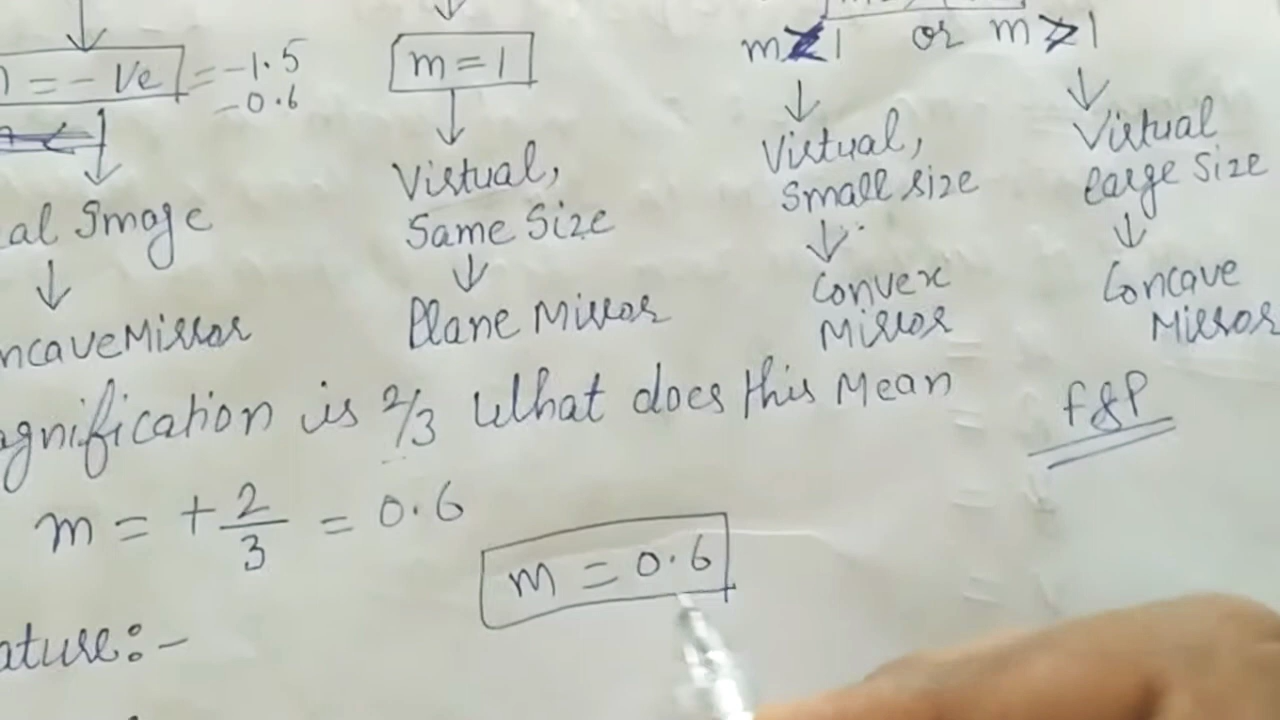 m<1 or m>1
= - Ve = -1.5
-0.6
m = 1
Virtual,
Same Size
Plane Mirror
Virtual,
Small size
Convex
Mirror
Virtual
large Size
Concave
Mirror
al Image
ncave Mirror
agnification is 2/3 What does this Mean
f&P
m = + 2/3 = 0.6
m = 0.6
ature:-